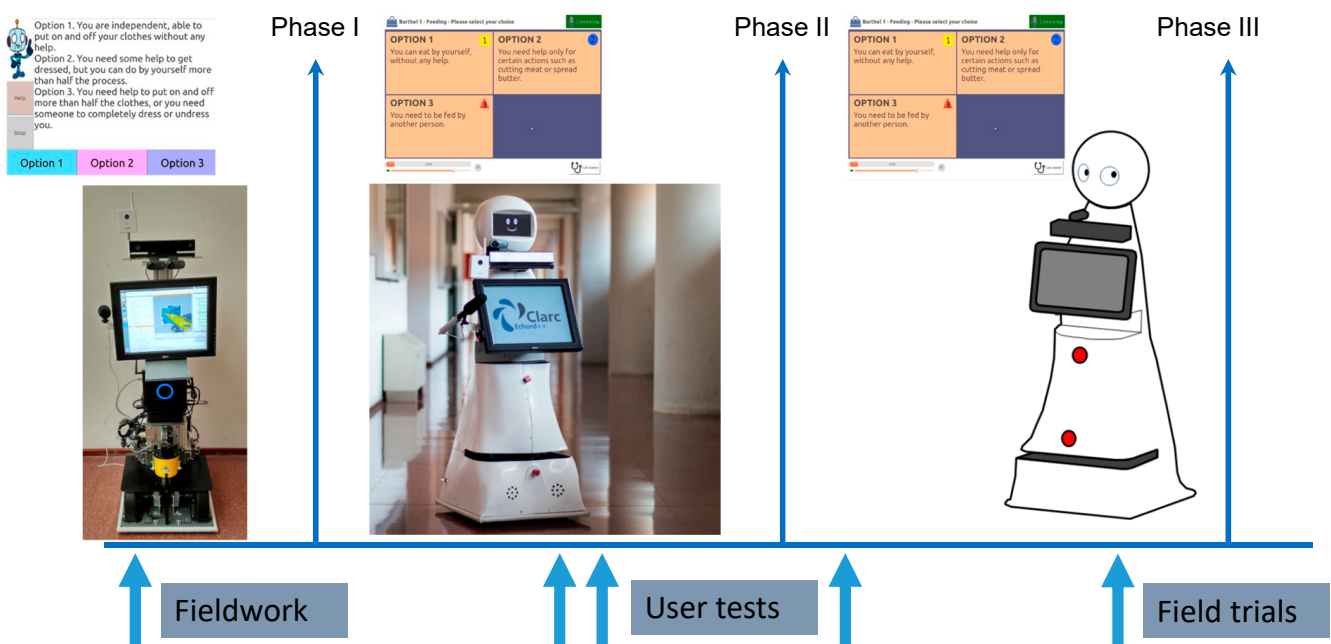 Option 1. You are independent, able to
put on and off your clothes without any
help.
Option 2. You need some help to get
dressed, but you can do by yourself more
than half the process.
Option 3. You need help to put on and off
more than half the clothes, or you need
someone to completely dress or undress
you.
Help
Stop
Option 1
Option 2
Option 3
Phase I
Barthel 1 - Feeding - Please select your choice
Listening
OPTION 1
1
You can eat by yourself,
without any help.
OPTION 2
2
You need help only for
certain actions such as
cutting meat or spread
butter.
OPTION 3
3
You need to be fed by
another person.
Call Doctor
Phase II
Barthel 1 - Feeding - Please select your choice
Listening
OPTION 1
1
You can eat by yourself,
without any help.
OPTION 2
2
You need help only for
certain actions such as
cutting meat or spread
butter.
OPTION 3
3
You need to be fed by
another person.
Call Doctor
Phase III
Clarc
Echord++
Fieldwork
User tests
Field trials